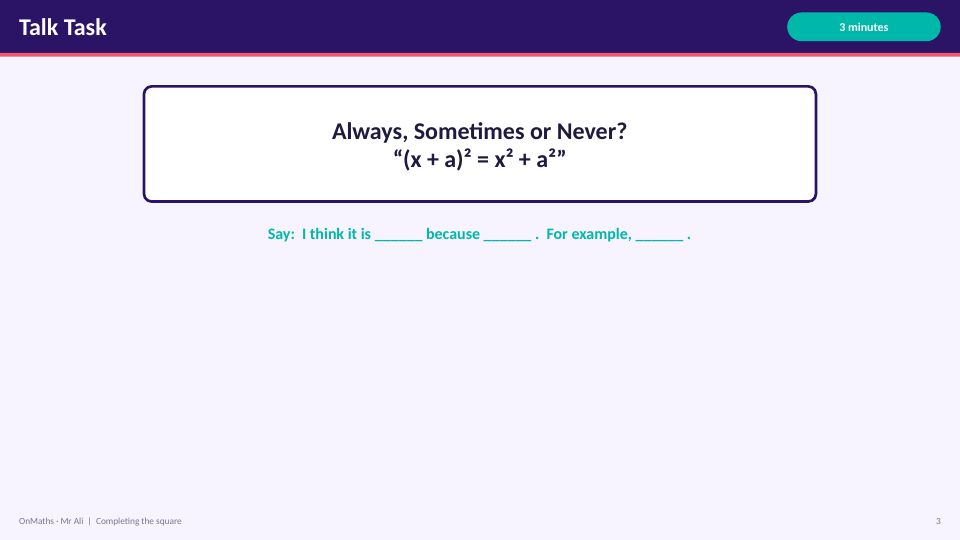 Talk Task
3 minutes
Always, Sometimes or Never?
“(x + a)² = x² + a²”
Say:  I think it is ______ because ______ .  For example, ______ .
OnMaths - Mr Ali  |  Completing the square
3